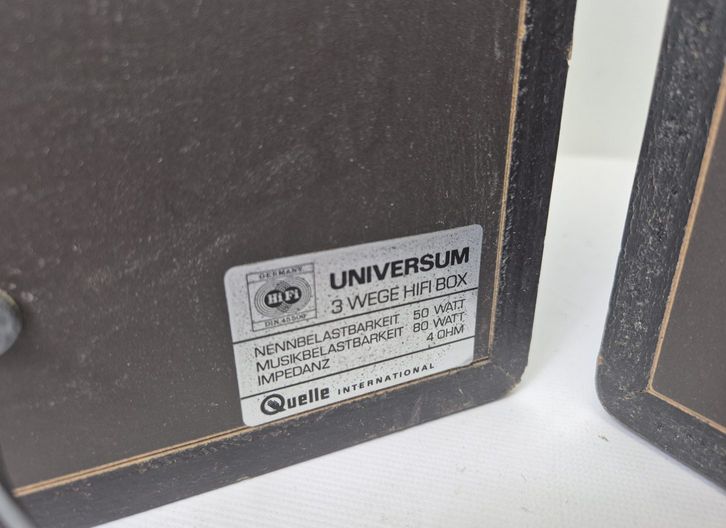 GERMANY
HiFi
DIN 45500
UNIVERSUM
3 WEGE HIFI BOX
NENNBELASTBARKEIT 50 WATT
MUSIKBELASTBARKEIT 80 WATT
IMPEDANZ 4 OHM
Quelle INTERNATIONAL